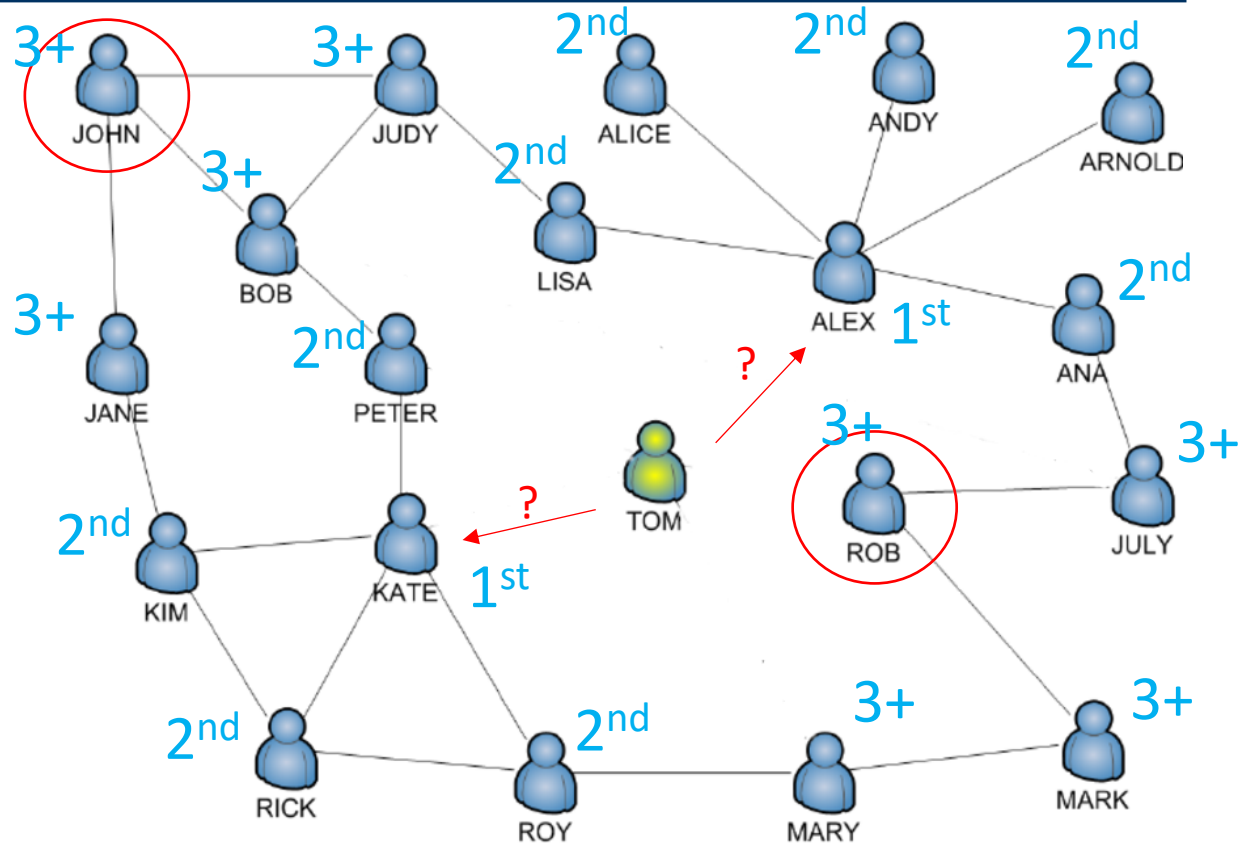 3+
3+
2nd
2nd
2nd
JOHN
JUDY
ALICE
ANDY
ARNOLD
3+
2nd
BOB
LISA
ALEX
1st
2nd
3+
2nd
ANA
JANE
PETER
?
TOM
3+
3+
ROB
JULY
2nd
?
KIM
KATE
1st
2nd
2nd
3+
3+
RICK
ROY
MARY
MARK